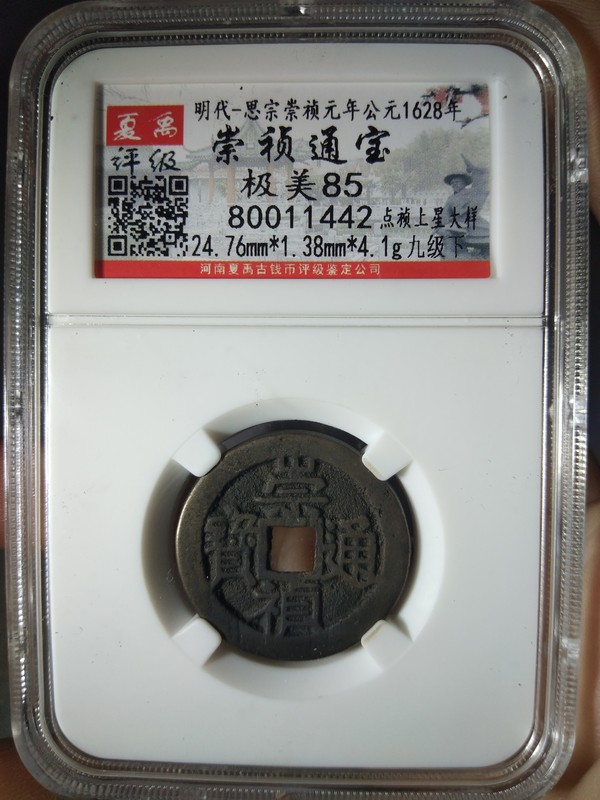 明代-思宗崇祯元年公元1628年
夏禹
评级
崇祯通宝
极美85
80011442 点祯上星大样
24.76mm*1.38mm*4.1g 九级下
河南夏禹古钱币评级鉴定公司
崇禎通寳